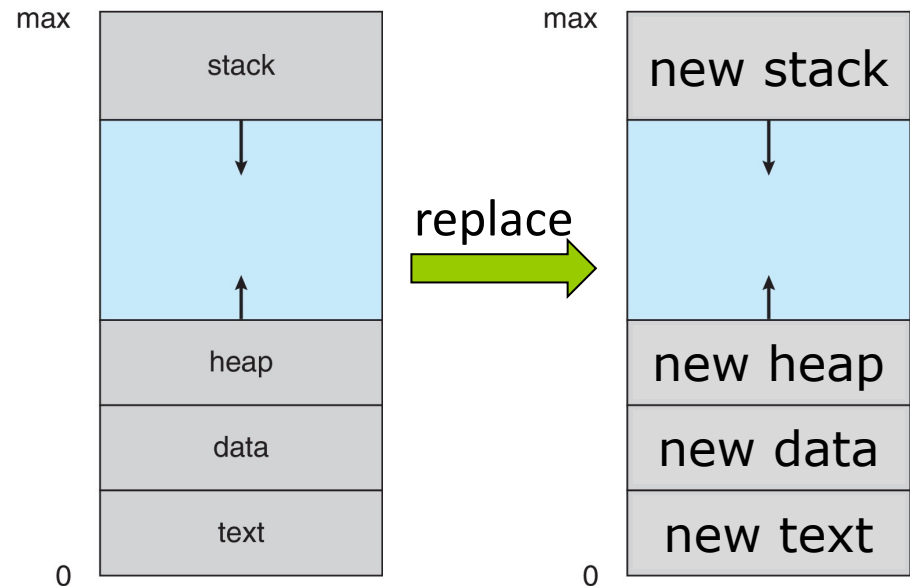 max
stack
heap
data
text
0
replace
max
new stack
new heap
new data
new text
0